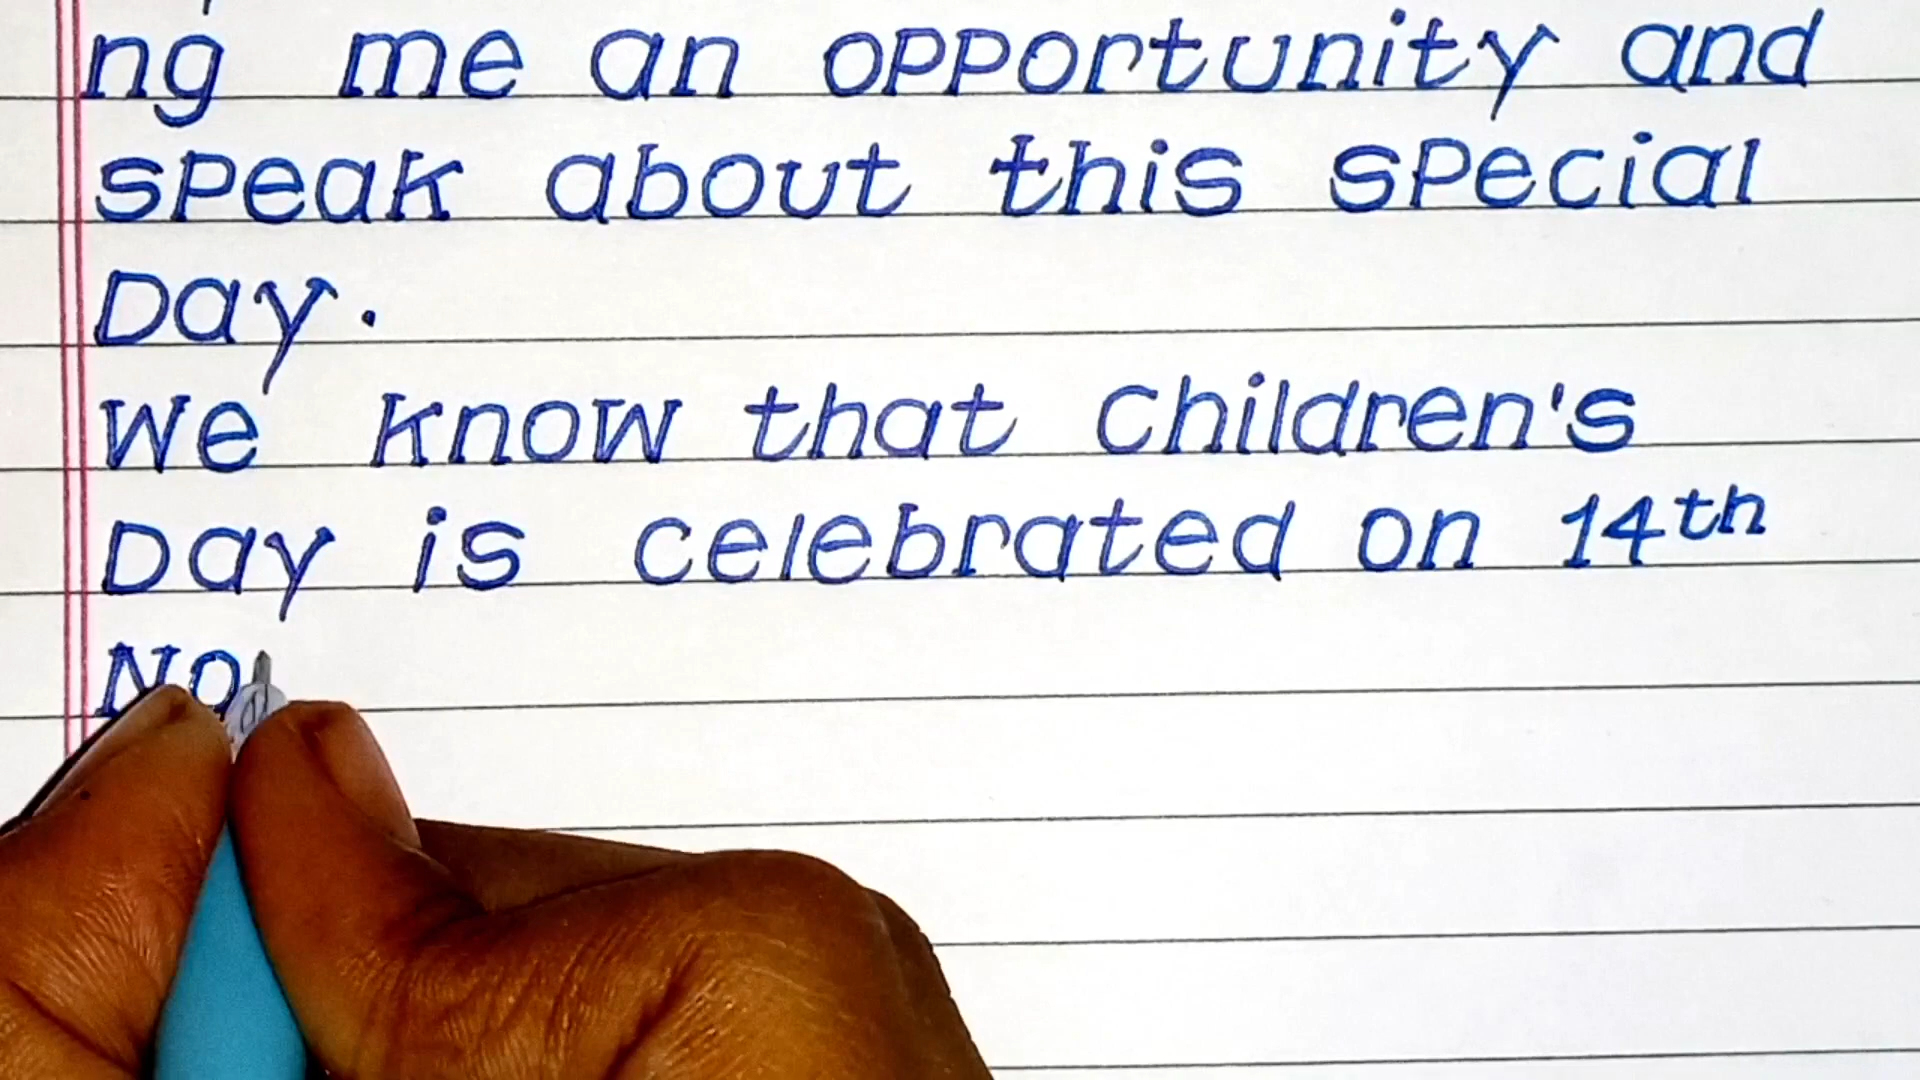 ng me an opportunity and
speak about this special
Day.
We know that children's
Day is celebrated on 14th
No